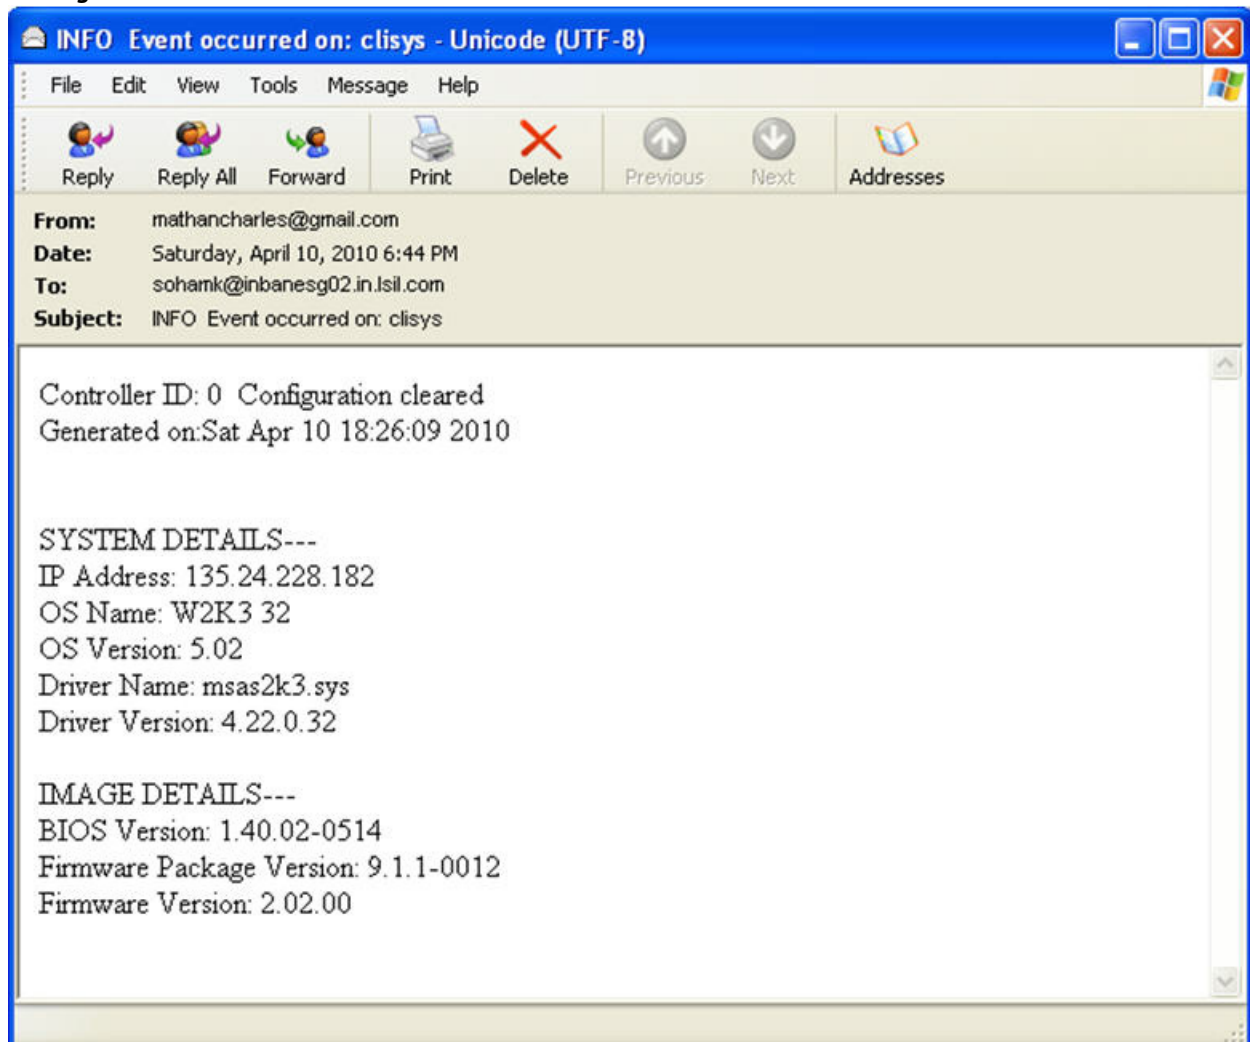 INFO  Event occurred on: clisys - Unicode (UTF-8)
File Edit View Tools Message Help
Reply Reply All Forward Print Delete Previous Next Addresses
From: mathancharles@gmail.com
Date: Saturday, April 10, 2010 6:44 PM
To: sohamk@inbanesg02.in.lsil.com
Subject: INFO  Event occurred on: clisys
Controller ID: 0  Configuration cleared
Generated on:Sat Apr 10 18:26:09 2010
SYSTEM DETAILS---
IP Address: 135.24.228.182
OS Name: W2K3 32
OS Version: 5.02
Driver Name: msas2k3.sys
Driver Version: 4.22.0.32
IMAGE DETAILS---
BIOS Version: 1.40.02-0514
Firmware Package Version: 9.1.1-0012
Firmware Version: 2.02.00